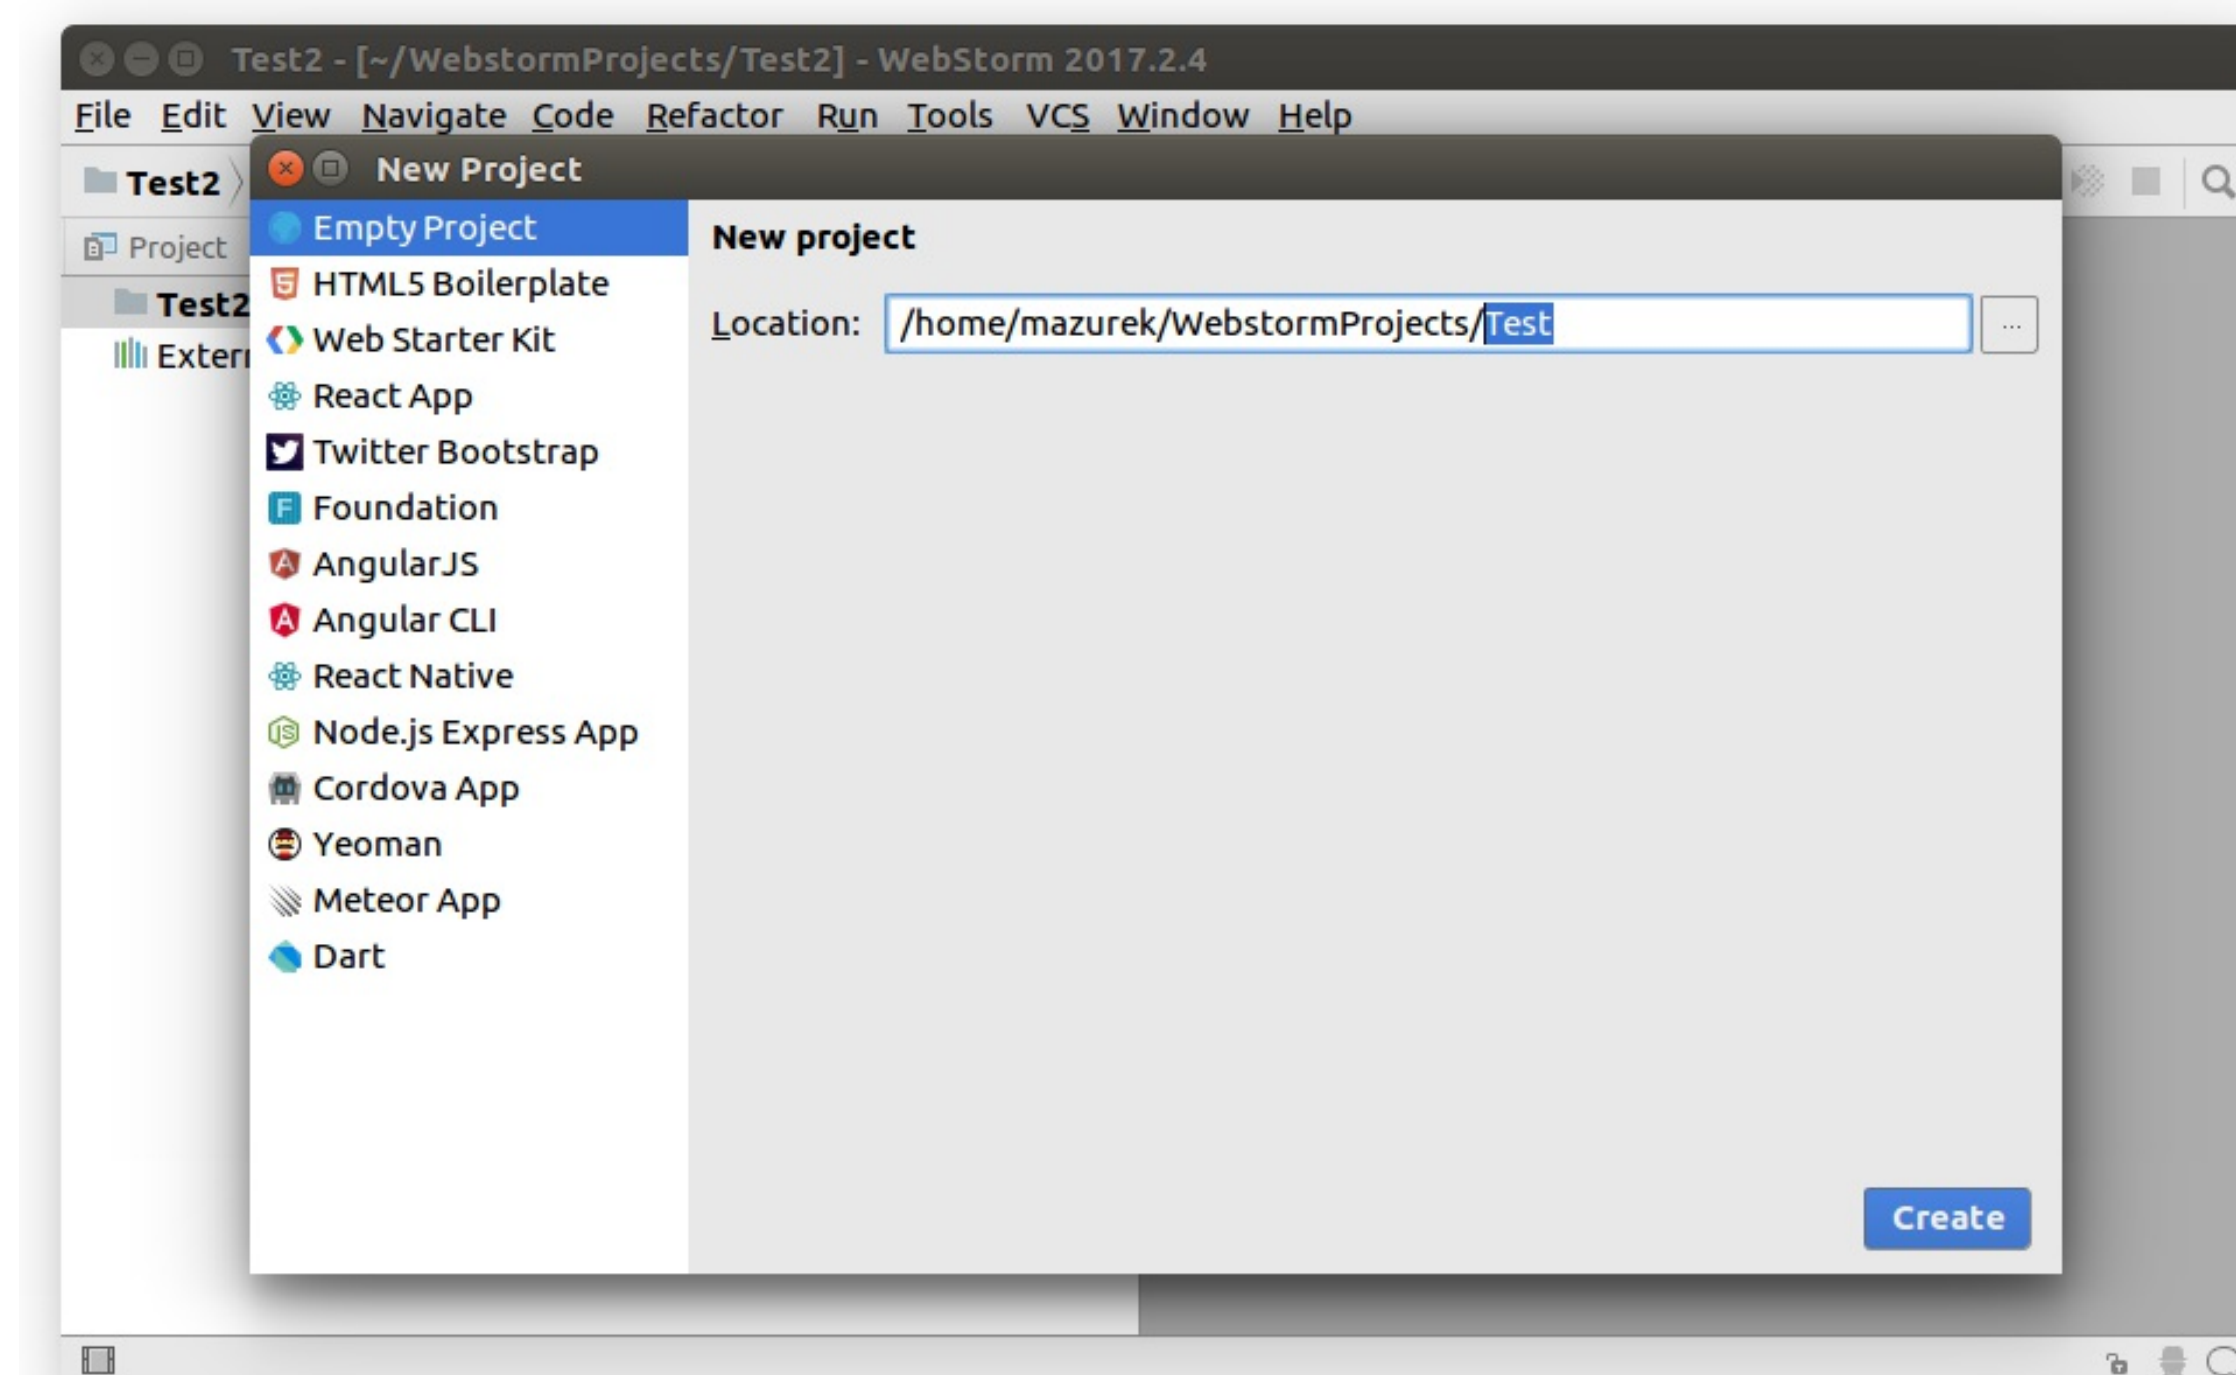 Test2 - [~/WebstormProjects/Test2] - WebStorm 2017.2.4
File Edit View Navigate Code Refactor Run Tools VCS Window Help
Test2
New Project
Project
Test2
Extern
Empty Project
HTML5 Boilerplate
Web Starter Kit
React App
Twitter Bootstrap
Foundation
AngularJS
Angular CLI
React Native
Node.js Express App
Cordova App
Yeoman
Meteor App
Dart
New project
Location: /home/mazurek/WebstormProjects/Test ...
Create